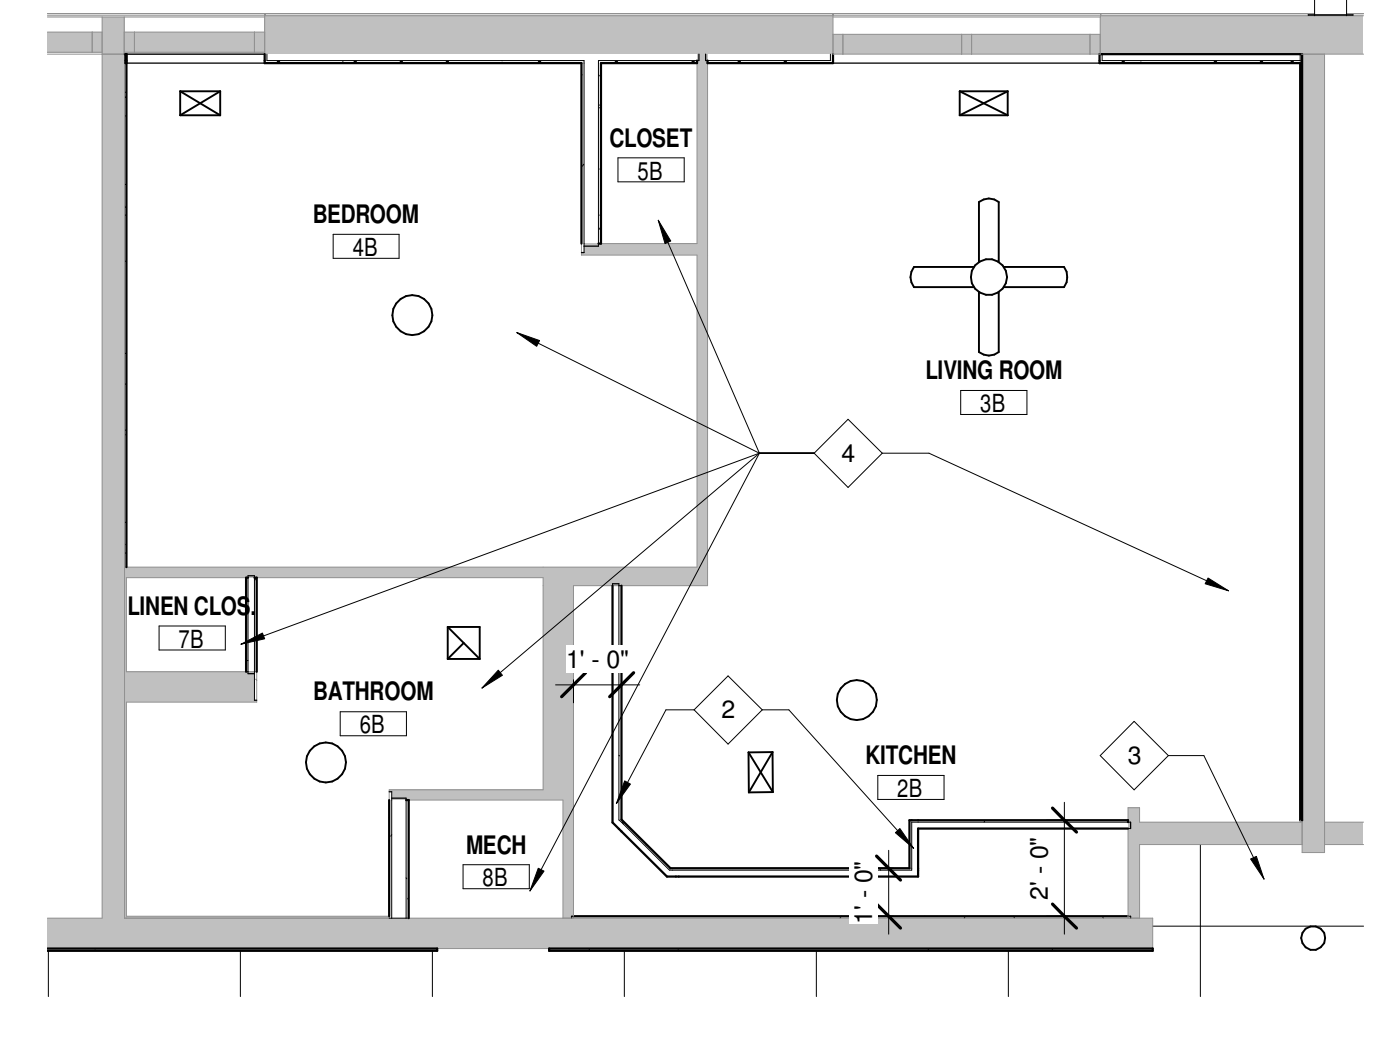 CLOSET
5B
BEDROOM
4B
LIVING ROOM
3B
4
LINEN CLOS.
7B
1' - 0"
BATHROOM
6B
2
KITCHEN
2B
3
MECH
8B
1' - 0"
2' - 0"